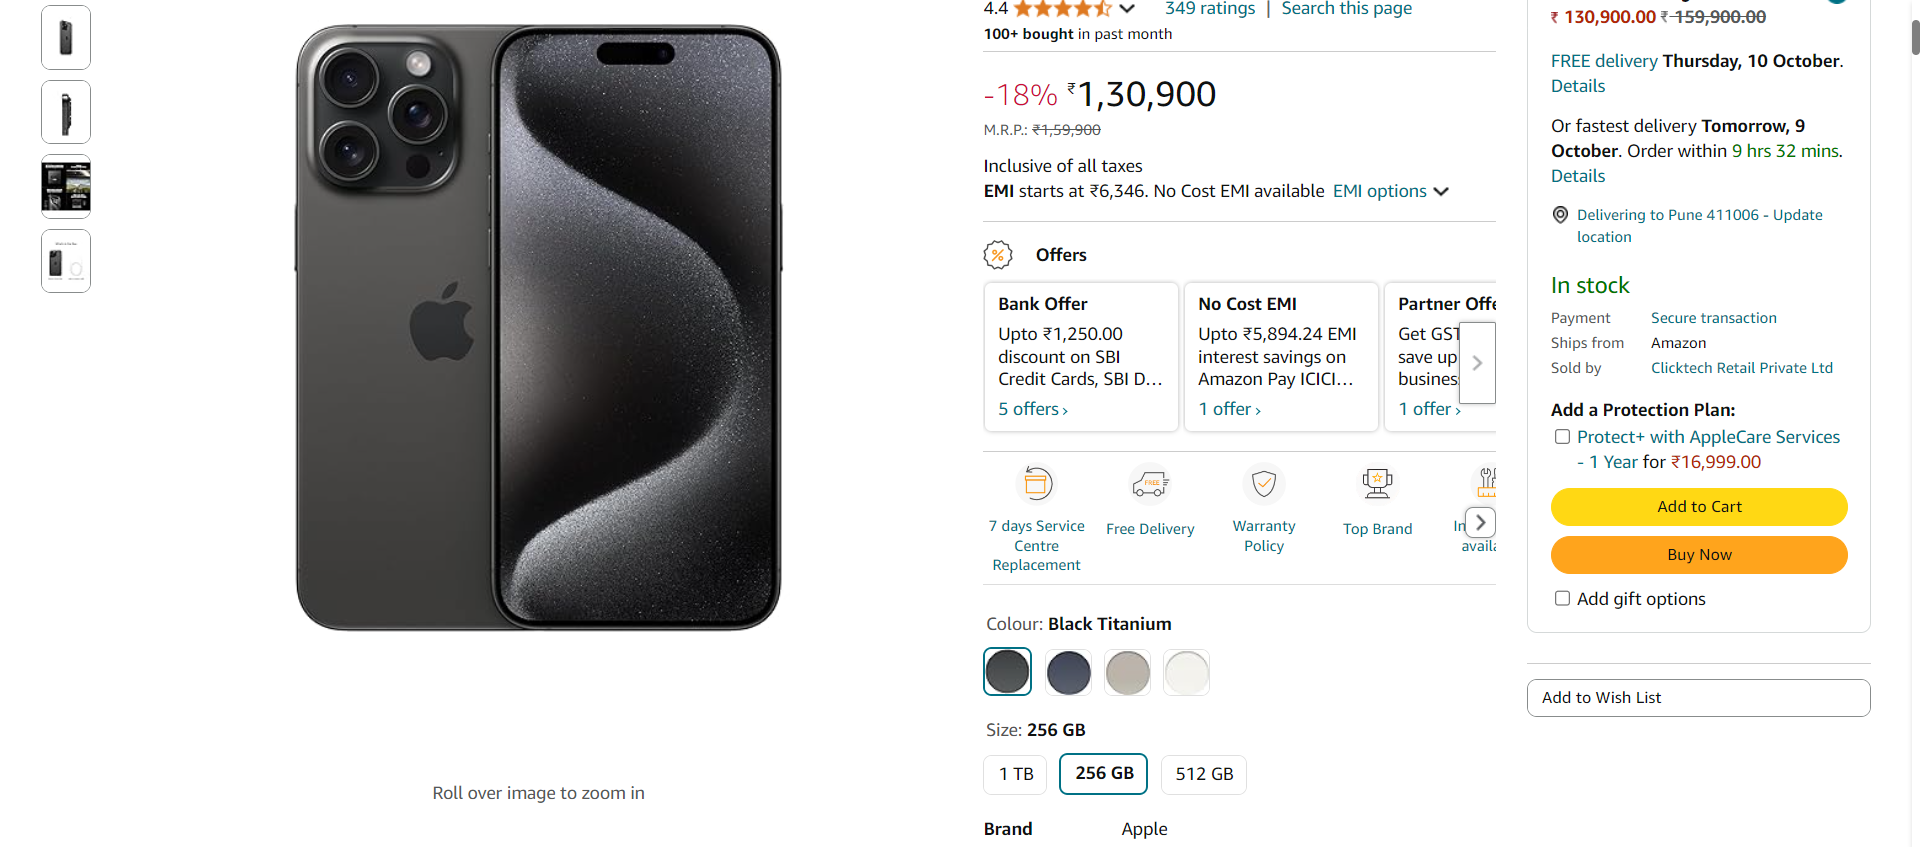 4.4
349 ratings | Search this page
100+ bought in past month
-18% ₹1,30,900
M.R.P.: ₹1,59,900
Inclusive of all taxes
EMI starts at ₹6,346. No Cost EMI available EMI options
Offers
Bank Offer
Upto ₹1,250.00
discount on SBI
Credit Cards, SBI D...
5 offers ›
No Cost EMI
Upto ₹5,894.24 EMI
interest savings on
Amazon Pay ICICI...
1 offer ›
Partner Offe
Get GST
save up
business
1 offer ›
7 days Service
Centre
Replacement
FREE
Free Delivery
Warranty
Policy
Top Brand
Colour: Black Titanium
Size: 256 GB
1 TB
256 GB
512 GB
Brand Apple
Roll over image to zoom in
₹ 130,900.00 ₹ 159,900.00
FREE delivery Thursday, 10 October.
Details
Or fastest delivery Tomorrow, 9
October. Order within 9 hrs 32 mins.
Details
Delivering to Pune 411006 - Update
location
In stock
Payment Secure transaction
Ships from Amazon
Sold by Clicktech Retail Private Ltd
Add a Protection Plan:
Protect+ with AppleCare Services
- 1 Year for ₹16,999.00
Add to Cart
Buy Now
Add gift options
Add to Wish List